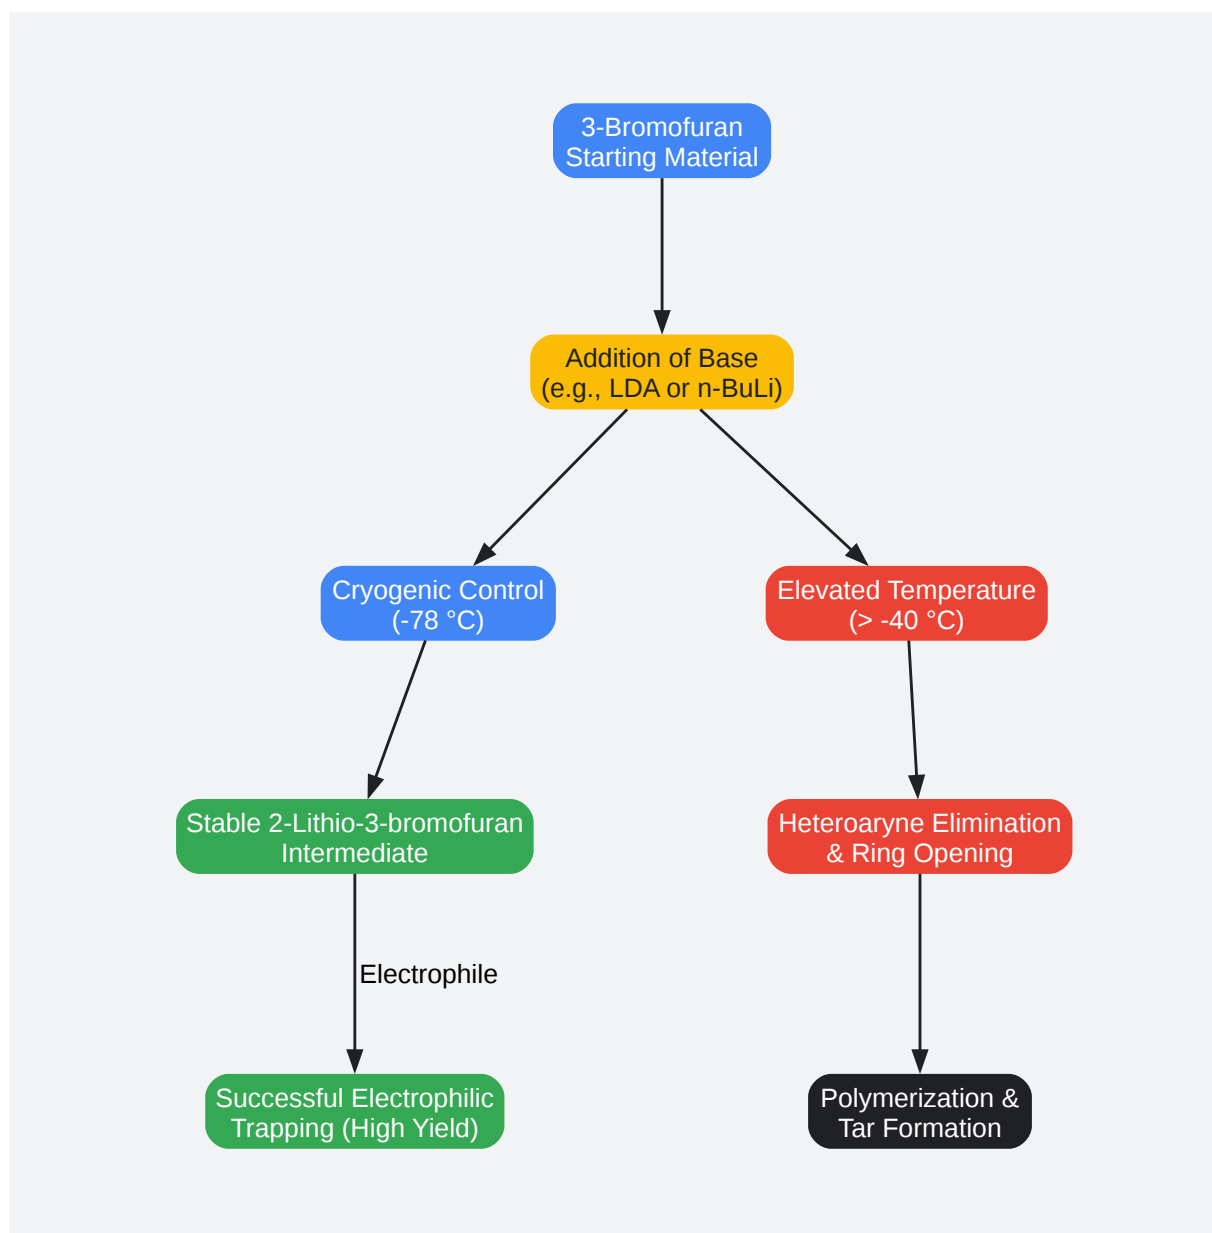 3-Bromofuran
Starting Material
Addition of Base
(e.g., LDA or n-BuLi)
Cryogenic Control
(-78 °C)
Elevated Temperature
(> -40 °C)
Stable 2-Lithio-3-bromofuran
Intermediate
Heteroaryne Elimination
& Ring Opening
Electrophile
Successful Electrophilic
Trapping (High Yield)
Polymerization &
Tar Formation